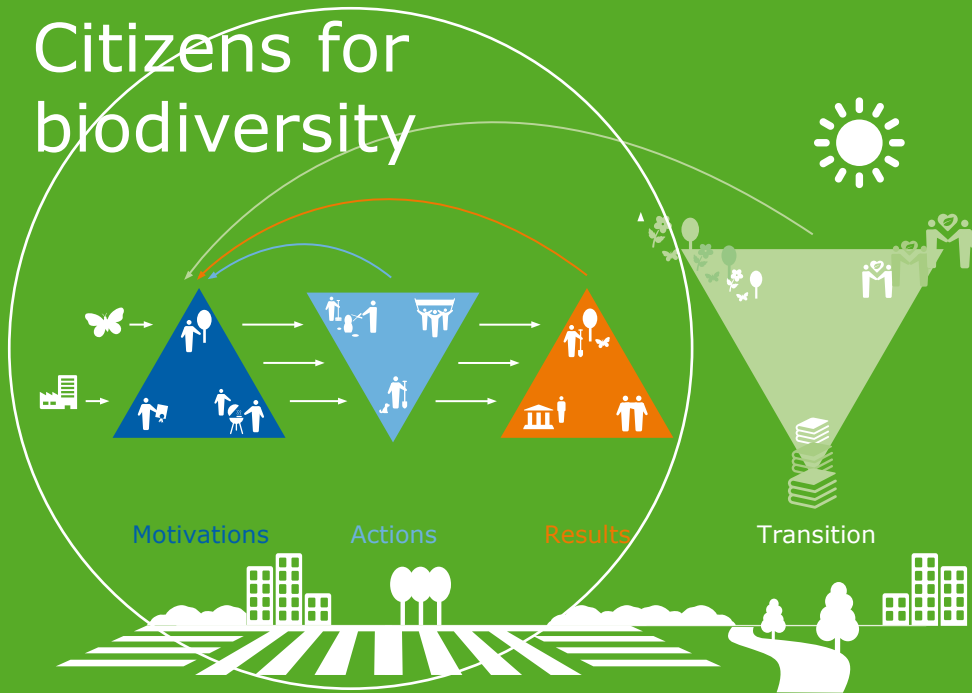 Citizens for
biodiversity
Motivations
Actions
Results
Transition